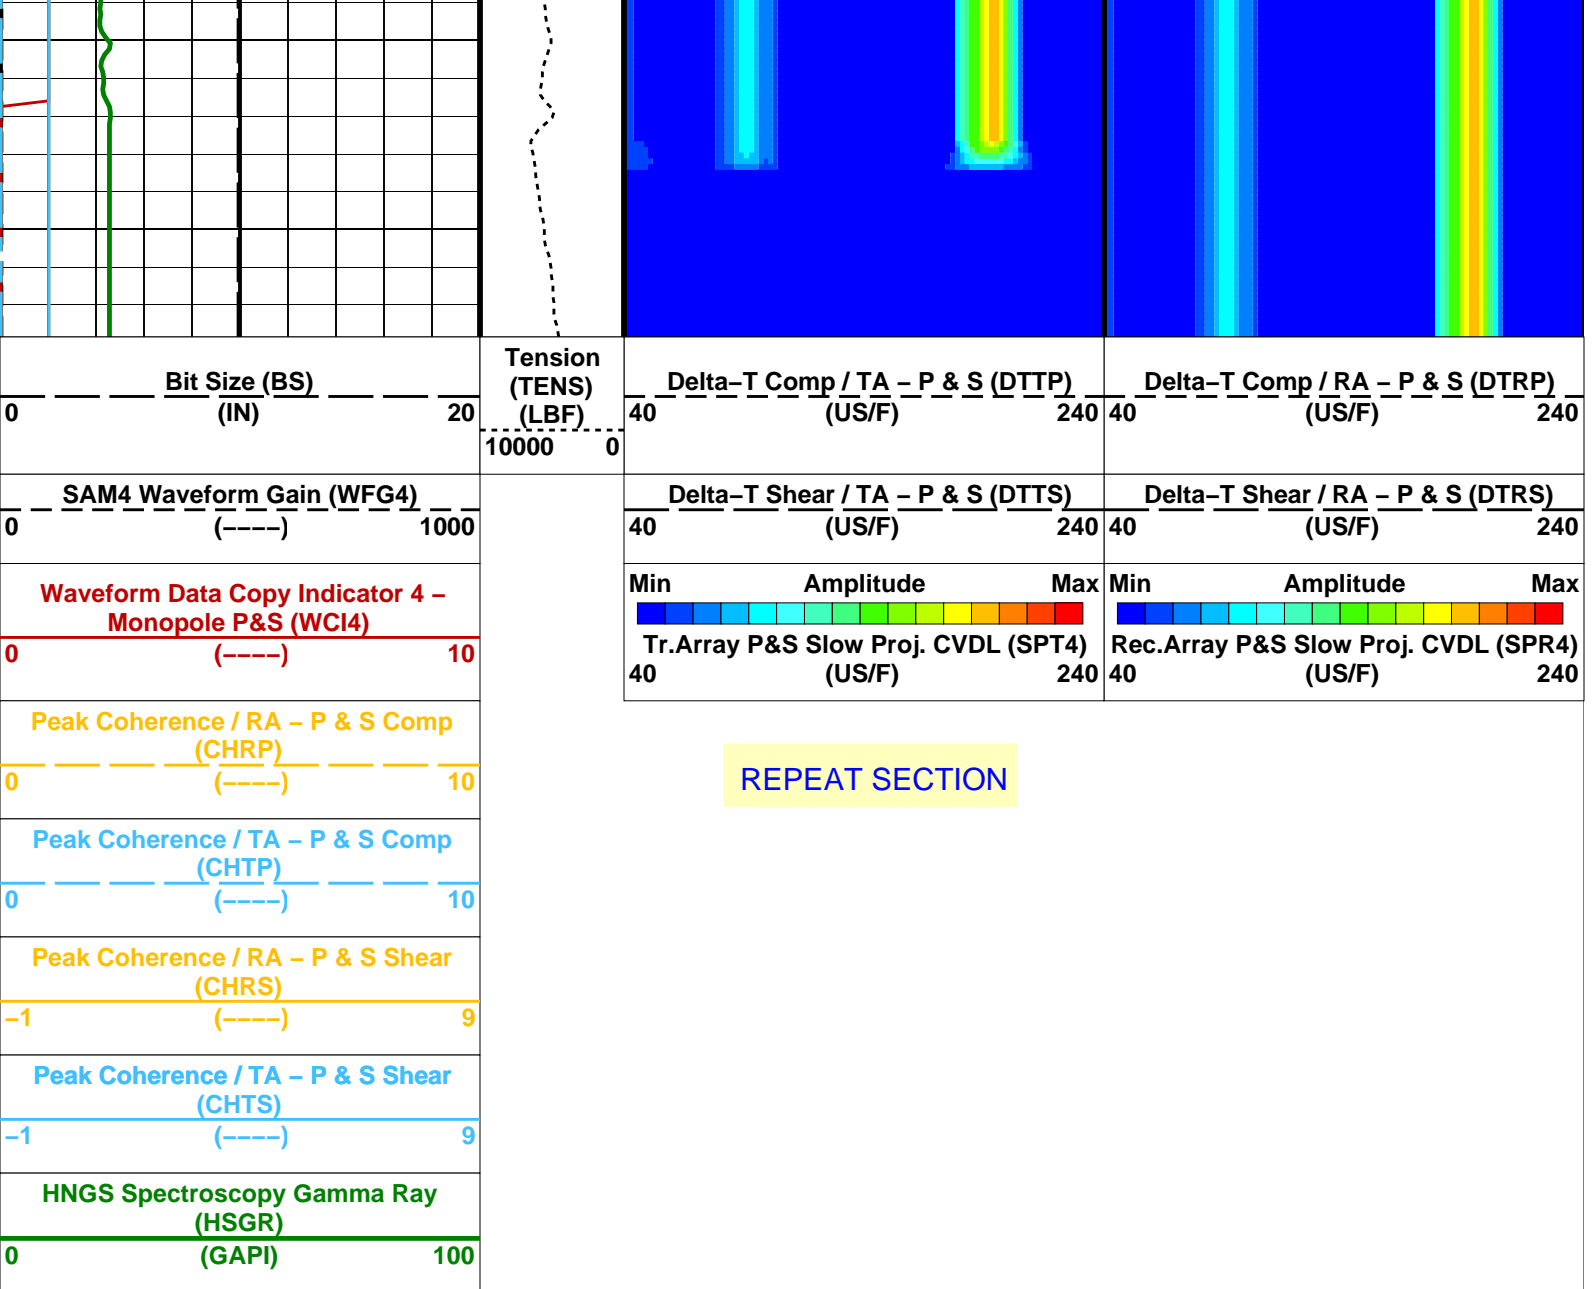 Bit Size (BS)
0 (IN) 20
Tension
(TENS)
(LBF)
10000 0
Delta–T Comp / TA – P & S (DTTP)
40 (US/F) 240
Delta–T Comp / RA – P & S (DTRP)
40 (US/F) 240
SAM4 Waveform Gain (WFG4)
0 (––––) 1000
Delta–T Shear / TA – P & S (DTTS)
40 (US/F) 240
Delta–T Shear / RA – P & S (DTRS)
40 (US/F) 240
Waveform Data Copy Indicator 4 –
Monopole P&S (WCI4)
0 (––––) 10
Min Amplitude Max
Tr.Array P&S Slow Proj. CVDL (SPT4)
40 (US/F) 240
Min Amplitude Max
Rec.Array P&S Slow Proj. CVDL (SPR4)
40 (US/F) 240
Peak Coherence / RA – P & S Comp
(CHRP)
0 (––––) 10
REPEAT SECTION
Peak Coherence / TA – P & S Comp
(CHTP)
0 (––––) 10
Peak Coherence / RA – P & S Shear
(CHRS)
–1 (––––) 9
Peak Coherence / TA – P & S Shear
(CHTS)
–1 (––––) 9
HNGS Spectroscopy Gamma Ray
(HSGR)
0 (GAPI) 100